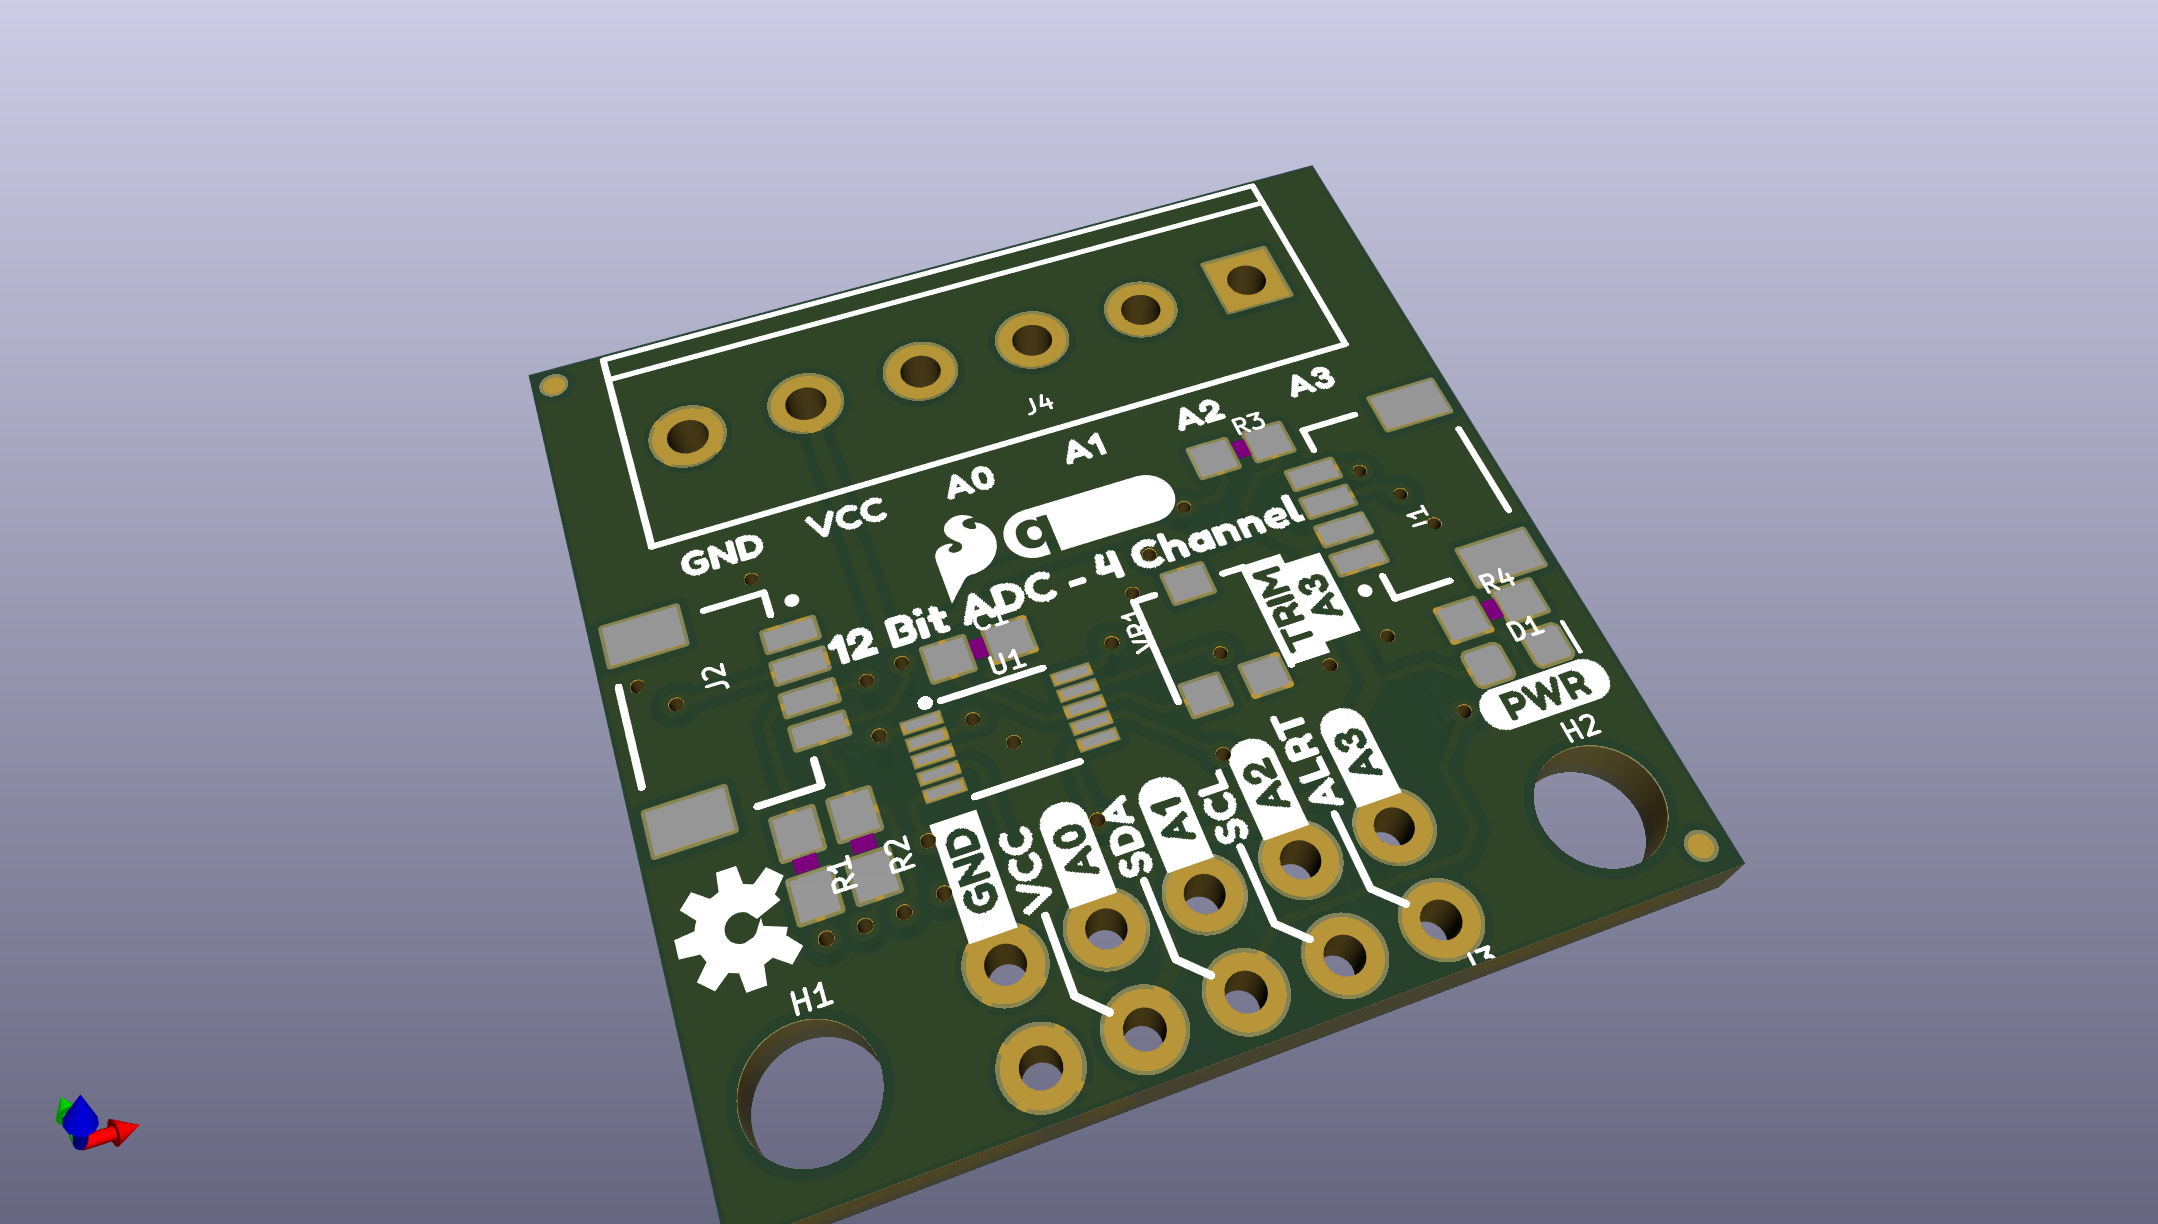 J4
A3
A2
R3
A1
A0
VCC
GND
J1
12 Bit ADC - 4 Channel
TRIM
A3
R4
D1
PWR
H2
C1
U1
VR1
J2
R1
R2
GND
VCC
A0
SDA
A1
SCL
A2
ALRT
A3
J3
H1